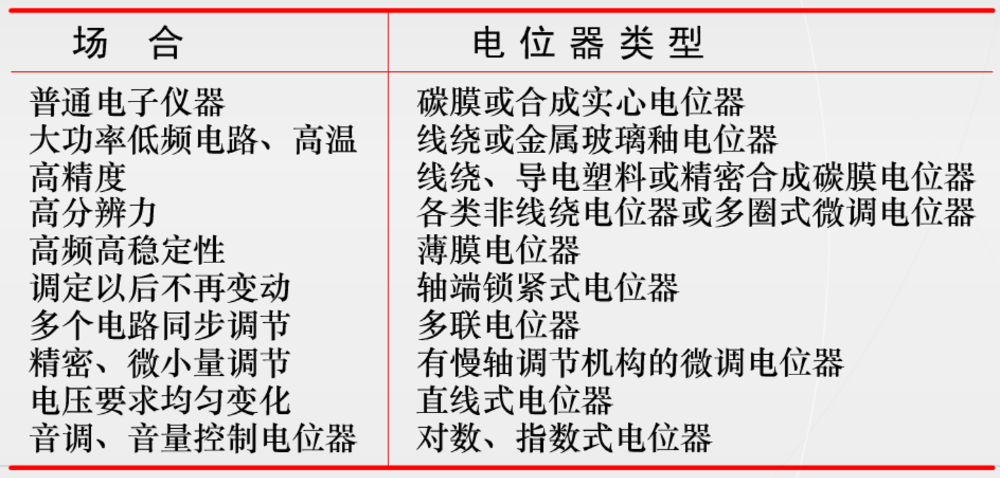 场 合 电位器类型
普通电子仪器 碳膜或合成实心电位器
大功率低频电路、高温 线绕或金属玻璃釉电位器
高精度 线绕、导电塑料或精密合成碳膜电位器
高分辨力 各类非线绕电位器或多圈式微调电位器
高频高稳定性 薄膜电位器
调定以后不再变动 轴端锁紧式电位器
多个电路同步调节 多联电位器
精密、微小量调节 有慢轴调节机构的微调电位器
电压要求均匀变化 直线式电位器
音调、音量控制电位器 对数、指数式电位器